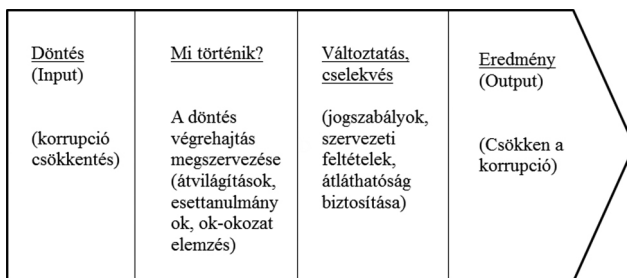 Döntés
(Input)
(korrupció
csökkentés)
Mi történik?
A döntés
végrehajtás
megszervezése
(átvilágítások,
esettanulmány
ok, ok-okozat
elemzés)
Változtatás,
cselekvés
(jogszabályok,
szervezeti
feltételek,
átláthatóság
biztosítása)
Eredmény
(Output)
(Csökken a
korrupció)